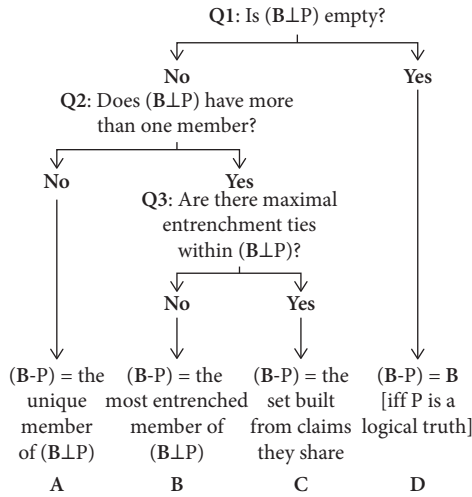 Q1: Is (B⊥P) empty?
No
Yes
Q2: Does (B⊥P) have more
than one member?
No
Yes
Q3: Are there maximal
entrenchment ties
within (B⊥P)?
No
Yes
(B-P) = the
unique
member
of (B⊥P)
(B-P) = the
most entrenched
member of
(B⊥P)
(B-P) = the
set built
from claims
they share
(B-P) = B
[iff P is a
logical truth]
A
B
C
D